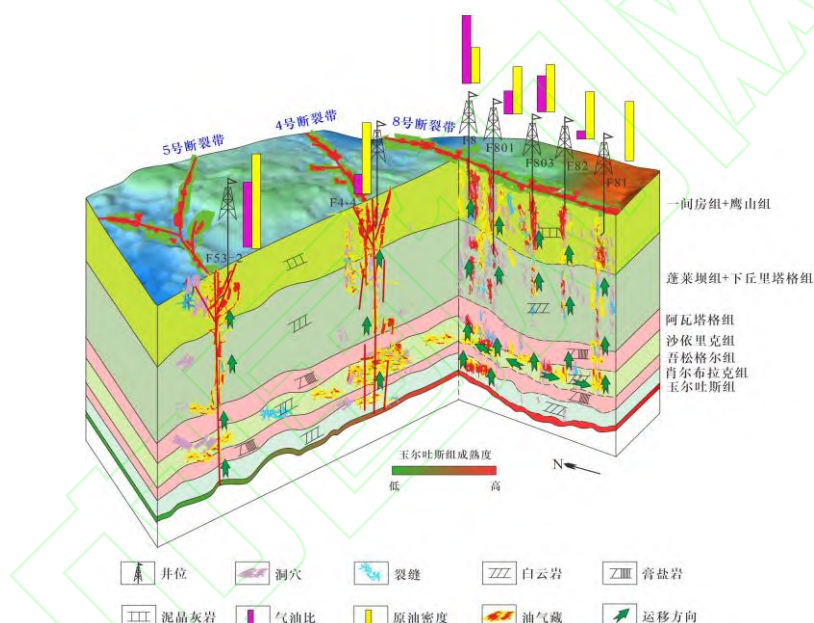 5号断裂带
4号断裂带
8号断裂带
F8
F801
F803
F82
F81
F4-4
F53-2
一间房组+鹰山组
蓬莱坝组+下丘里塔格组
阿瓦塔格组
沙依里克组
吾松格尔组
肖尔布拉克组
玉尔吐斯组
玉尔吐斯组成熟度
低 高
N
井位 洞穴 裂缝 白云岩 膏盐岩
泥晶灰岩 气油比 原油密度 油气藏 运移方向